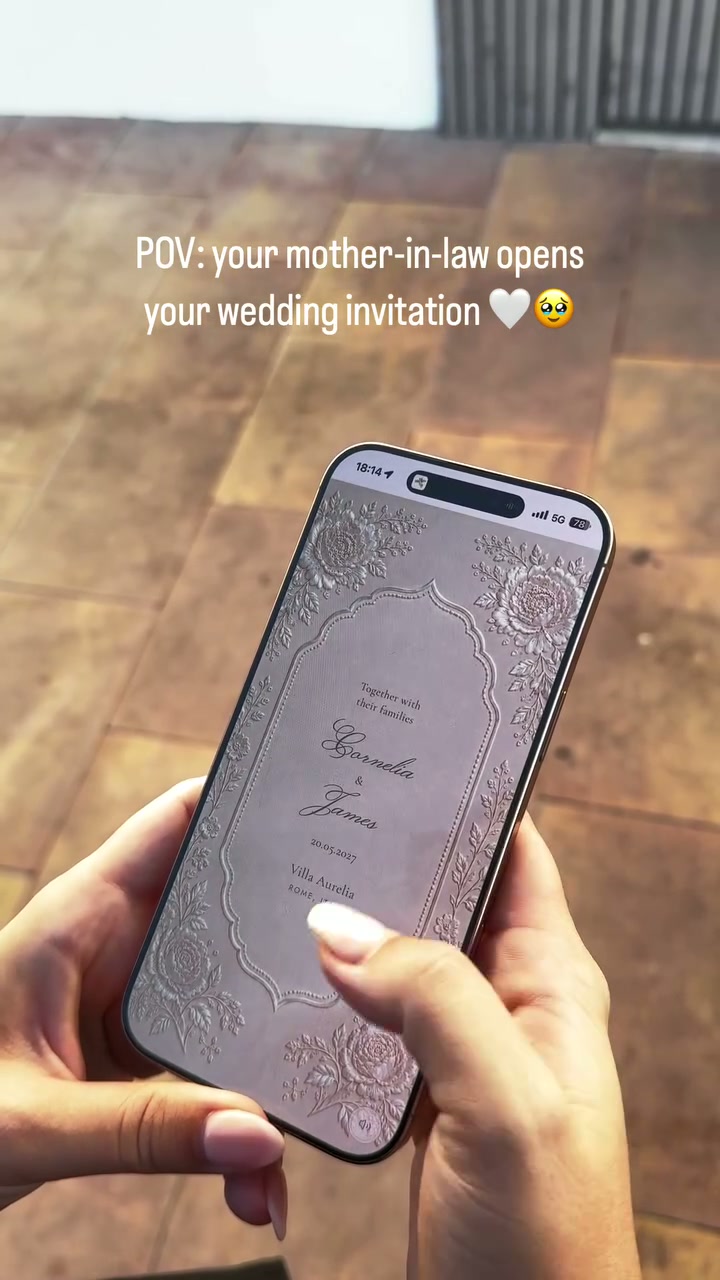 POV: your mother-in-law opens
your wedding invitation 🤍🥹
18:14
5G 78
Together with
their families
Cornelia
&
James
20.05.2027
Villa Aurelia
ROME,